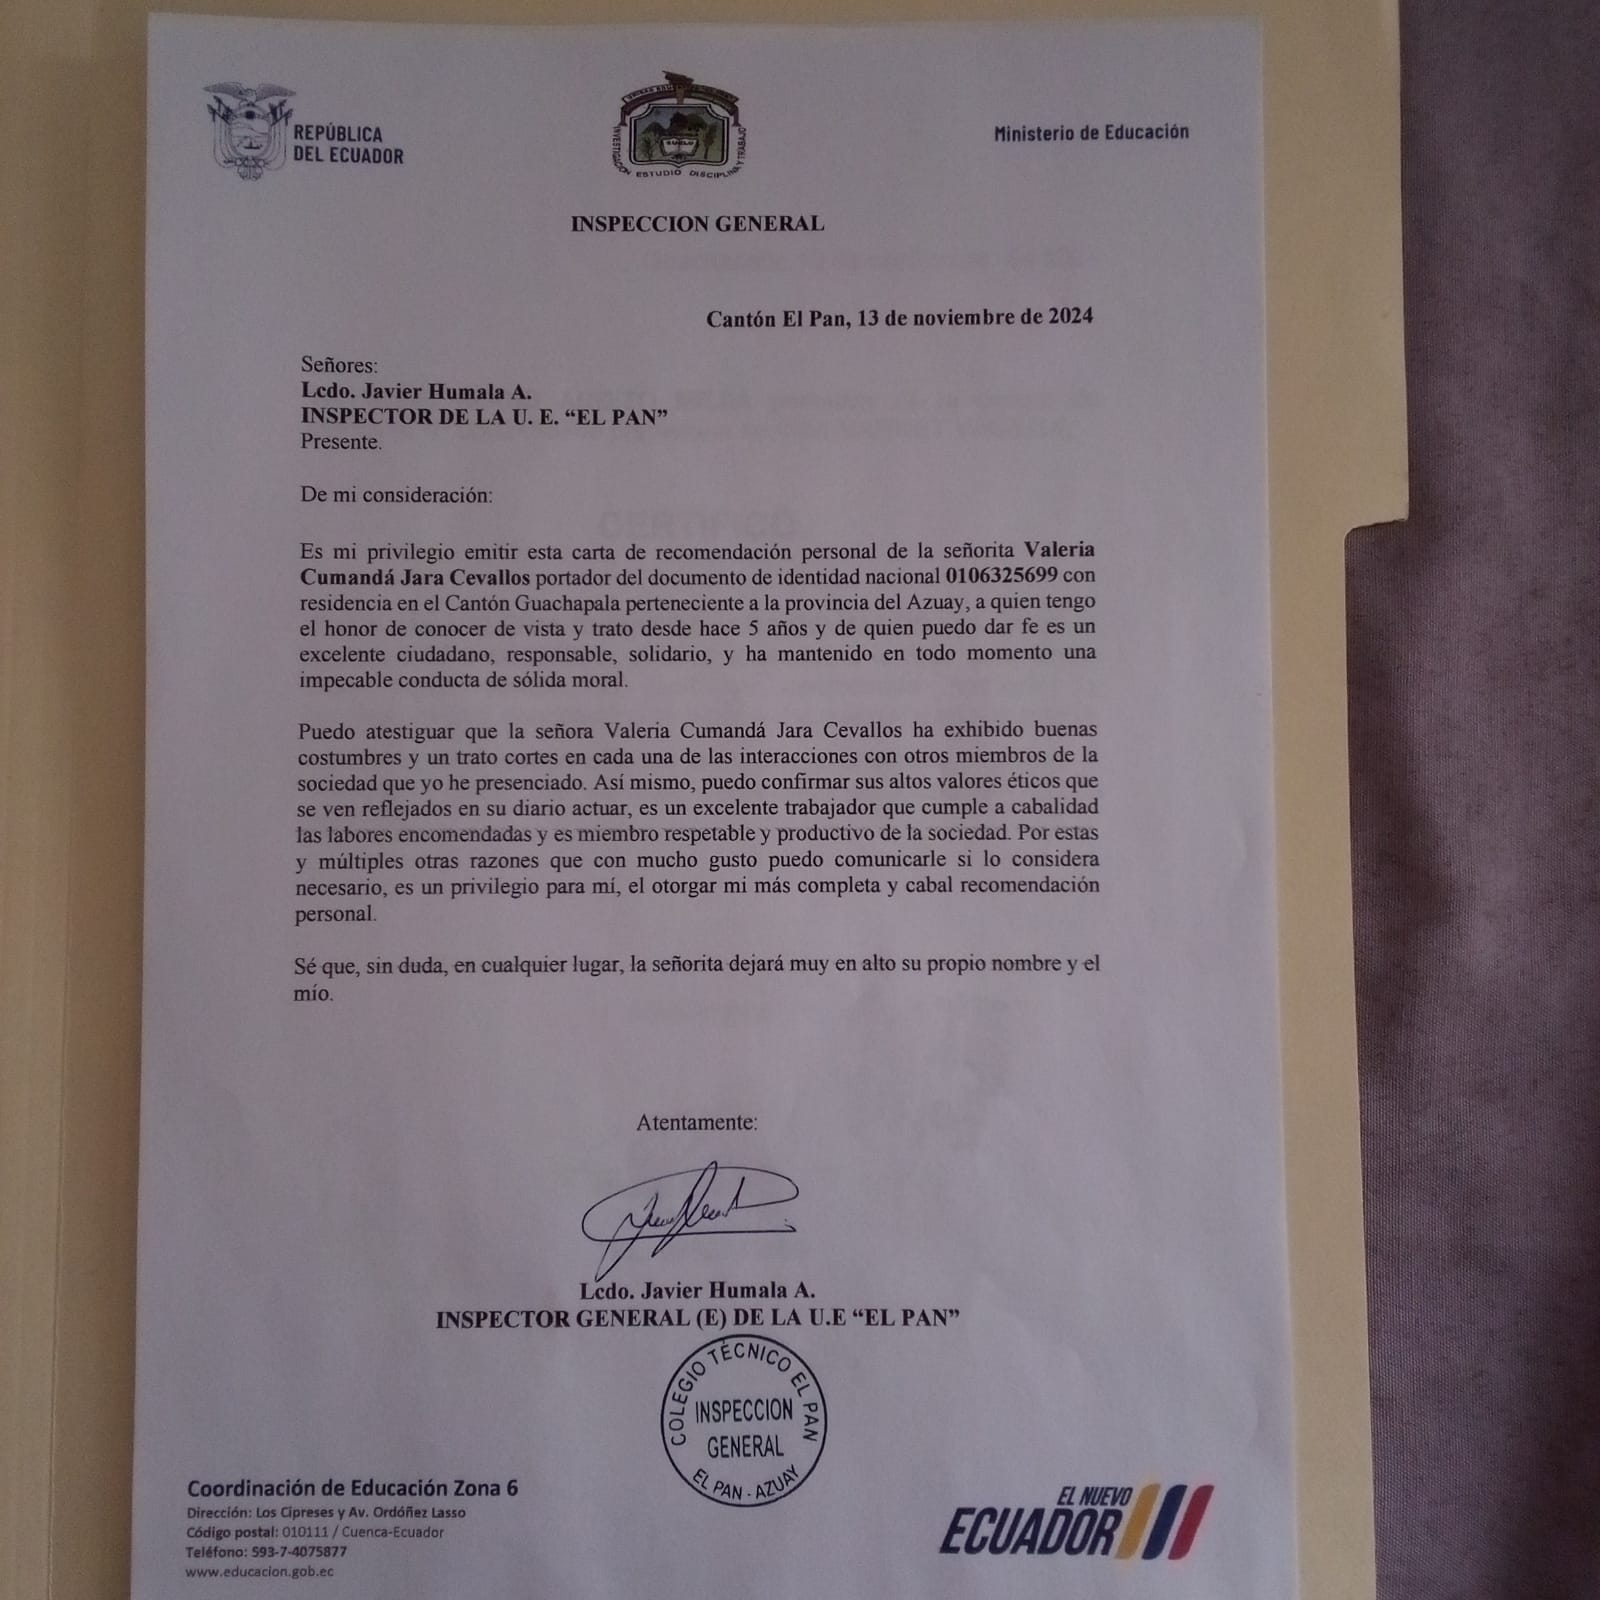 REPÚBLICA
DEL ECUADOR
INVESTIGACION ESTUDIO DISCIPLINA Y TRABAJO
Ministerio de Educación
INSPECCION GENERAL
Cantón El Pan, 13 de noviembre de 2024
Señores:
Lcdo. Javier Humala A.
INSPECTOR DE LA U. E. “EL PAN”
Presente.
De mi consideración:
Es mi privilegio emitir esta carta de recomendación personal de la señorita Valeria
Cumandá Jara Cevallos portador del documento de identidad nacional 0106325699 con
residencia en el Cantón Guachapala perteneciente a la provincia del Azuay, a quien tengo
el honor de conocer de vista y trato desde hace 5 años y de quien puedo dar fe es un
excelente ciudadano, responsable, solidario, y ha mantenido en todo momento una
impecable conducta de sólida moral.
Puedo atestiguar que la señora Valeria Cumandá Jara Cevallos ha exhibido buenas
costumbres y un trato cortes en cada una de las interacciones con otros miembros de la
sociedad que yo he presenciado. Así mismo, puedo confirmar sus altos valores éticos que
se ven reflejados en su diario actuar, es un excelente trabajador que cumple a cabalidad
las labores encomendadas y es miembro respetable y productivo de la sociedad. Por estas
y múltiples otras razones que con mucho gusto puedo comunicarle si lo considera
necesario, es un privilegio para mí, el otorgar mi más completa y cabal recomendación
personal.
Sé que, sin duda, en cualquier lugar, la señorita dejará muy en alto su propio nombre y el
mío.
Atentamente:
Lcdo. Javier Humala A.
INSPECTOR GENERAL (E) DE LA U.E “EL PAN”
COLEGIO TÉCNICO EL PAN
INSPECCION
GENERAL
EL PAN - AZUAY
Coordinación de Educación Zona 6
Dirección: Los Cipreses y Av. Ordóñez Lasso
Código postal: 010111 / Cuenca-Ecuador
Teléfono: 593-7-4075877
www.educacion.gob.ec
EL NUEVO
ECUADOR